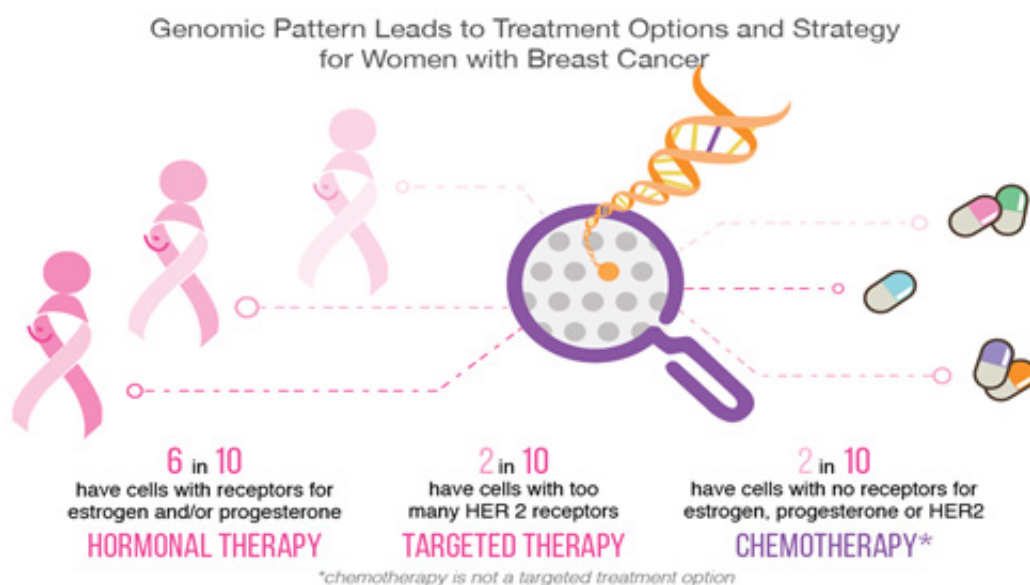 Genomic Pattern Leads to Treatment Options and Strategy
for Women with Breast Cancer
6 in 10
have cells with receptors for
estrogen and/or progesterone
HORMONAL THERAPY
2 in 10
have cells with too
many HER 2 receptors
TARGETED THERAPY
2 in 10
have cells with no receptors for
estrogen, progesterone or HER2
CHEMOTHERAPY*
*chemotherapy is not a targeted treatment option